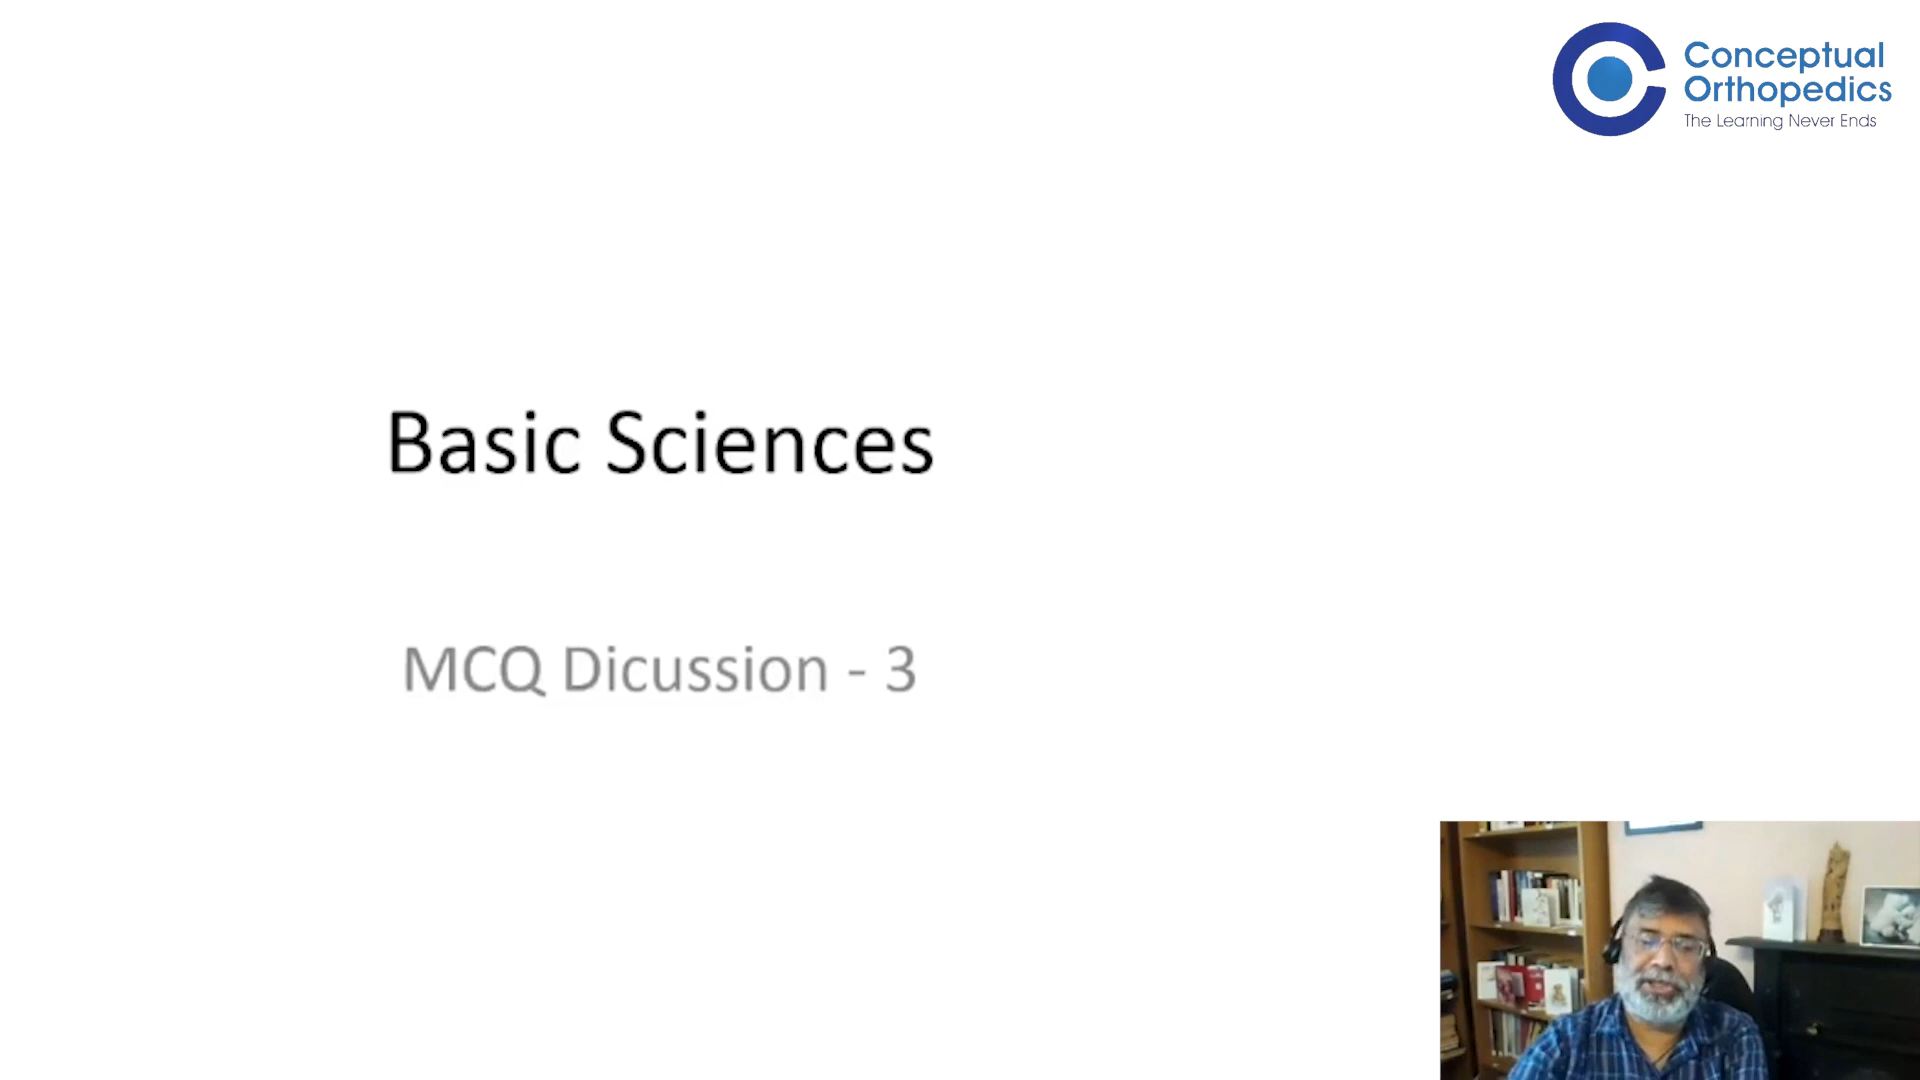 Conceptual
Orthopedics
The Learning Never Ends
Basic Sciences
MCQ Dicussion - 3